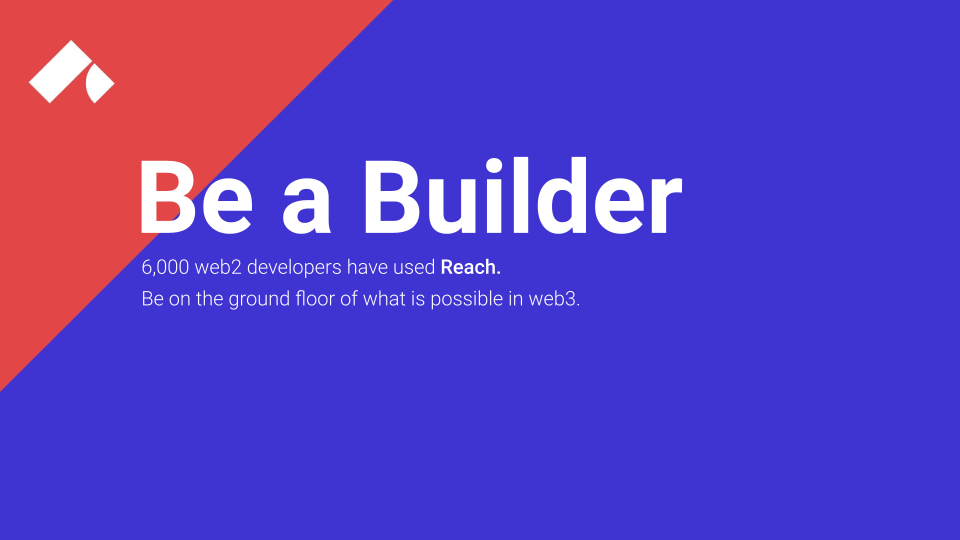 Be a Builder
6,000 web2 developers have used Reach.
Be on the ground floor of what is possible in web3.